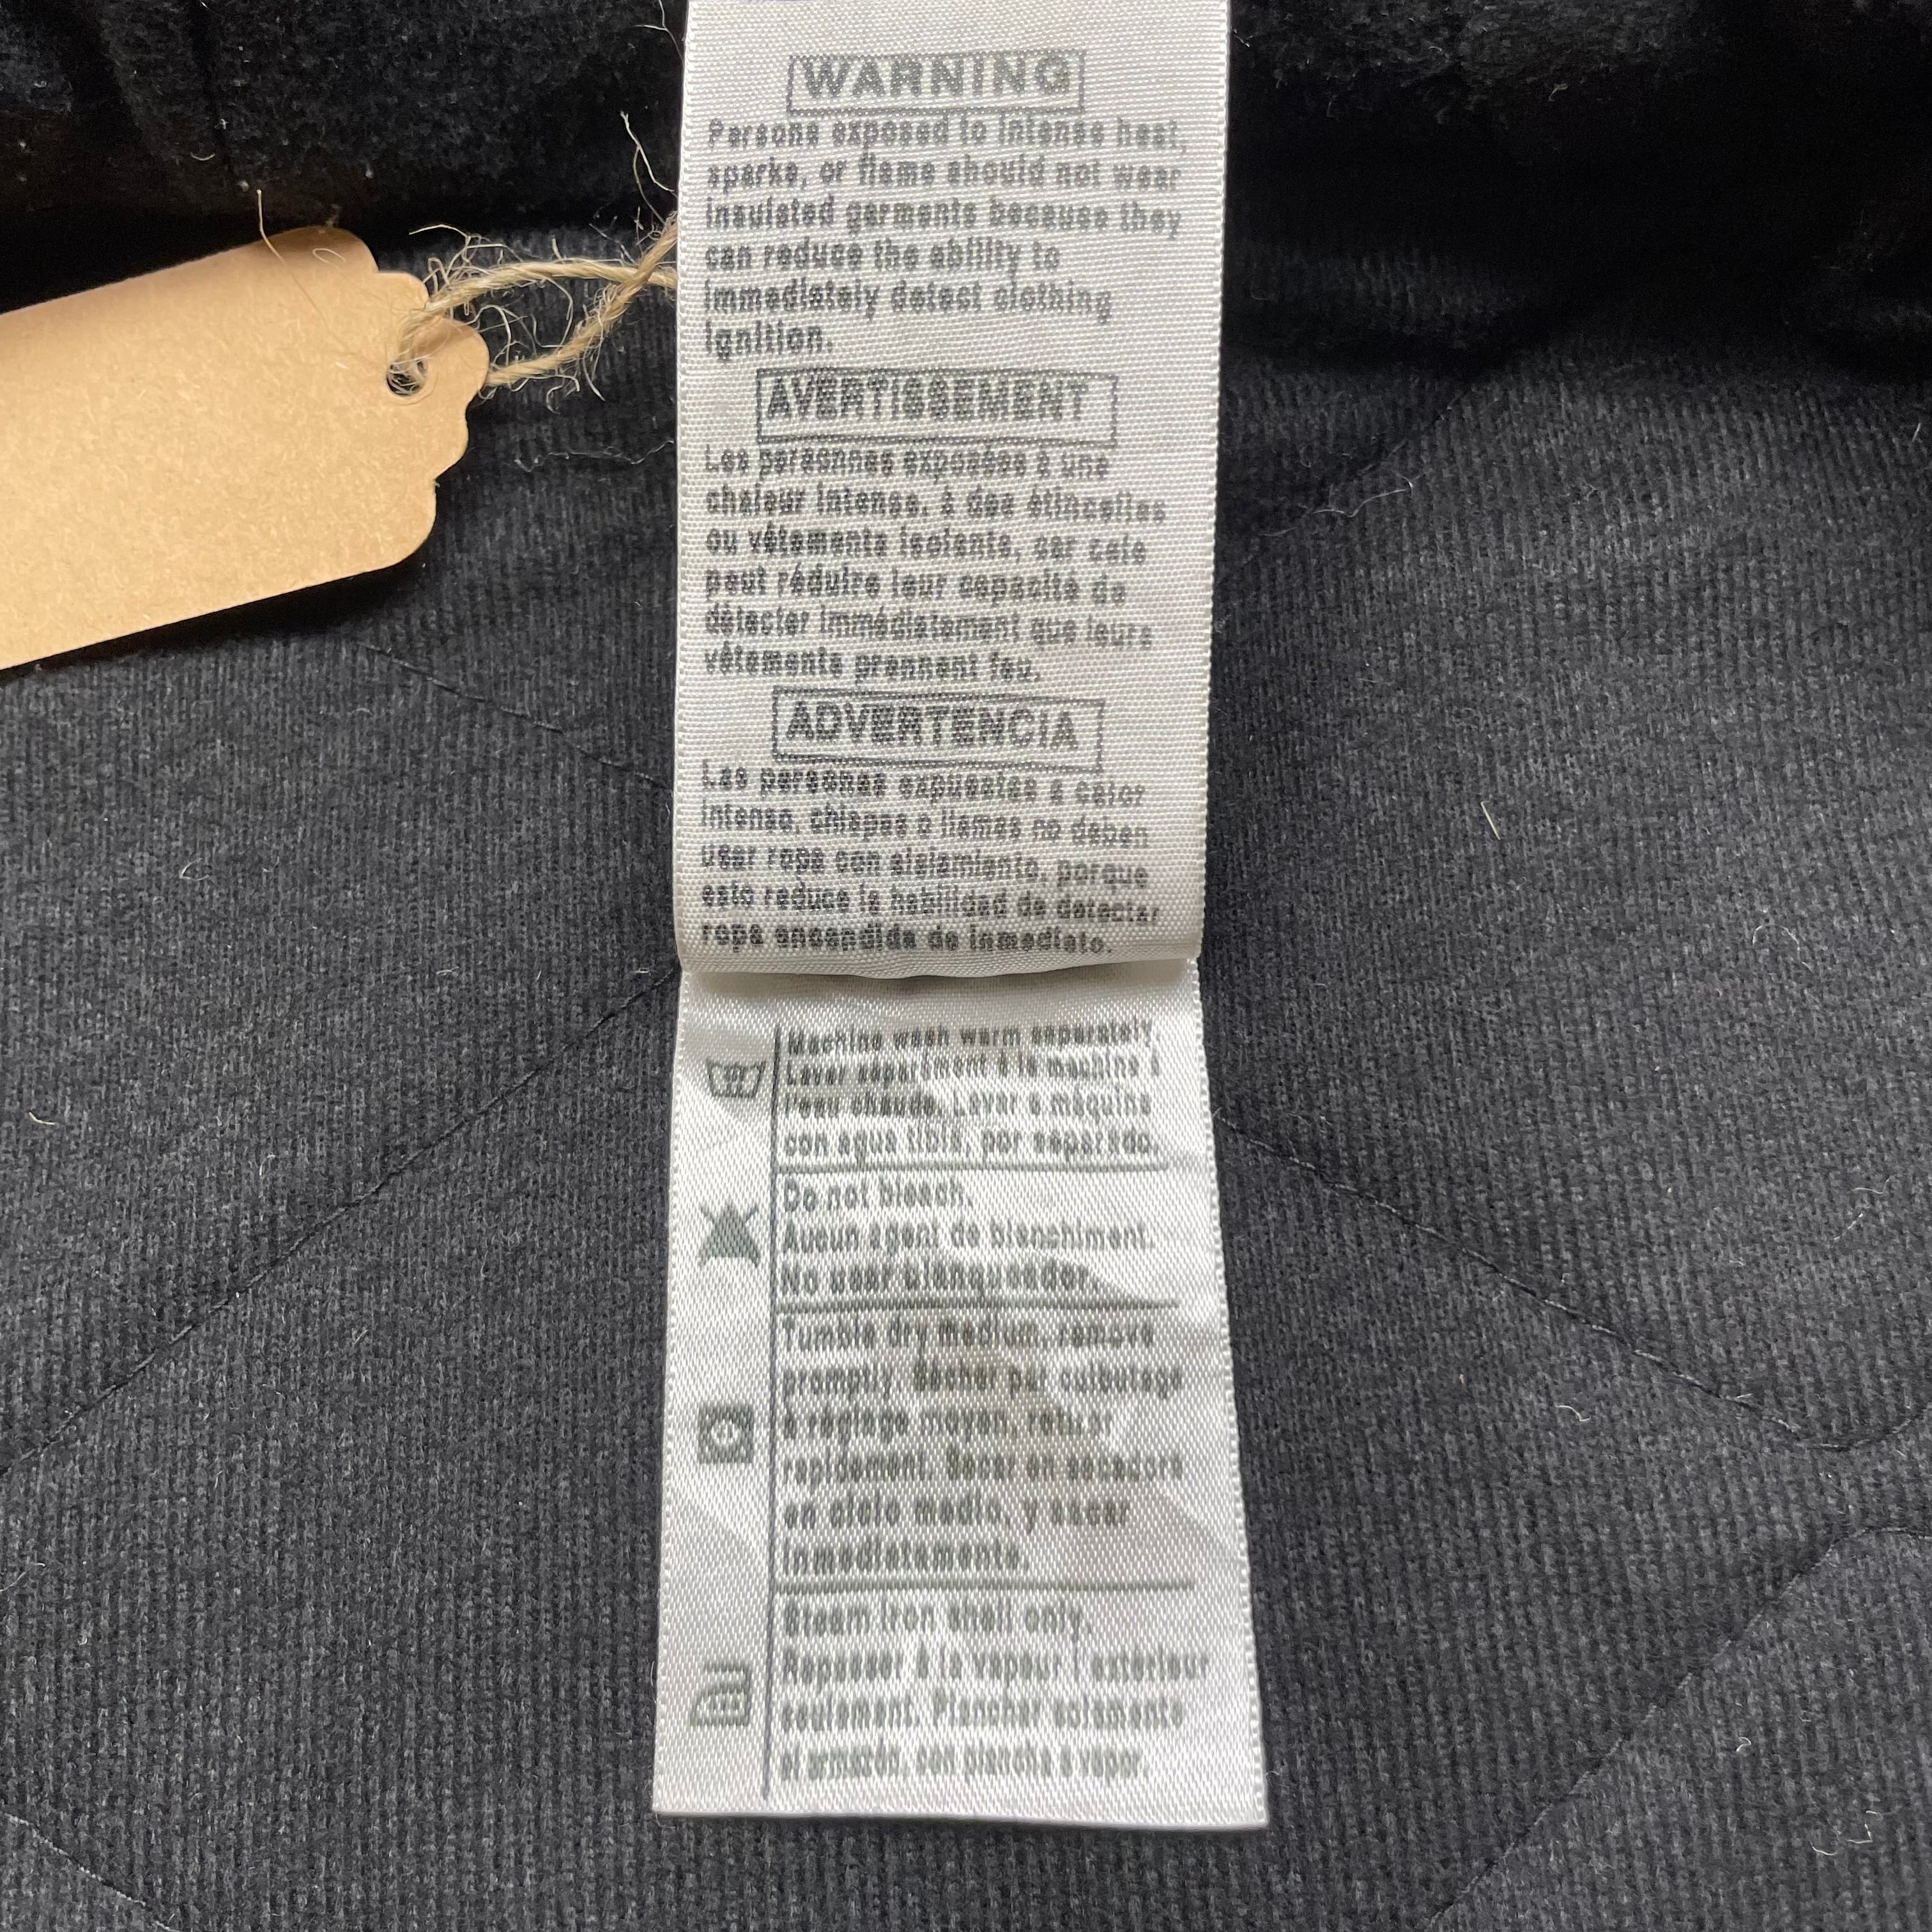 WARNING
Persons exposed to intense heat,
sparks, or flame should not wear
insulated garments because they
can reduce the ability to
immediately detect clothing
ignition.
AVERTISSEMENT
Les personnes exposées à une
chaleur intense, à des étincelles
ou vêtements isolants, car cela
peut réduire leur capacité de
détecter immédiatement que leurs
vêtements prennent feu.
ADVERTENCIA
Las personas expuestas a calor
intenso, chispas o llamas no deben
usar ropa con aislamiento, porque
esto reduce la habilidad de detectar
ropa encendida de inmediato.
Machine wash warm separately
Laver séparément à la machine à
l'eau chaude. Lavar a máquina
con agua tibia, por separado.
Do not bleach.
Aucun agent de blanchiment.
No usar blanqueador.
Tumble dry medium, remove
promptly par culbutage
à réglage moyen, retirer
rapidement. secadora
en ciclo medio, y sacar
inmediatamente.
Steam iron shell only.
Repasser à la vapeur l'extérieur
seulement. Planchar solamente
el armazón, con plancha a vapor.